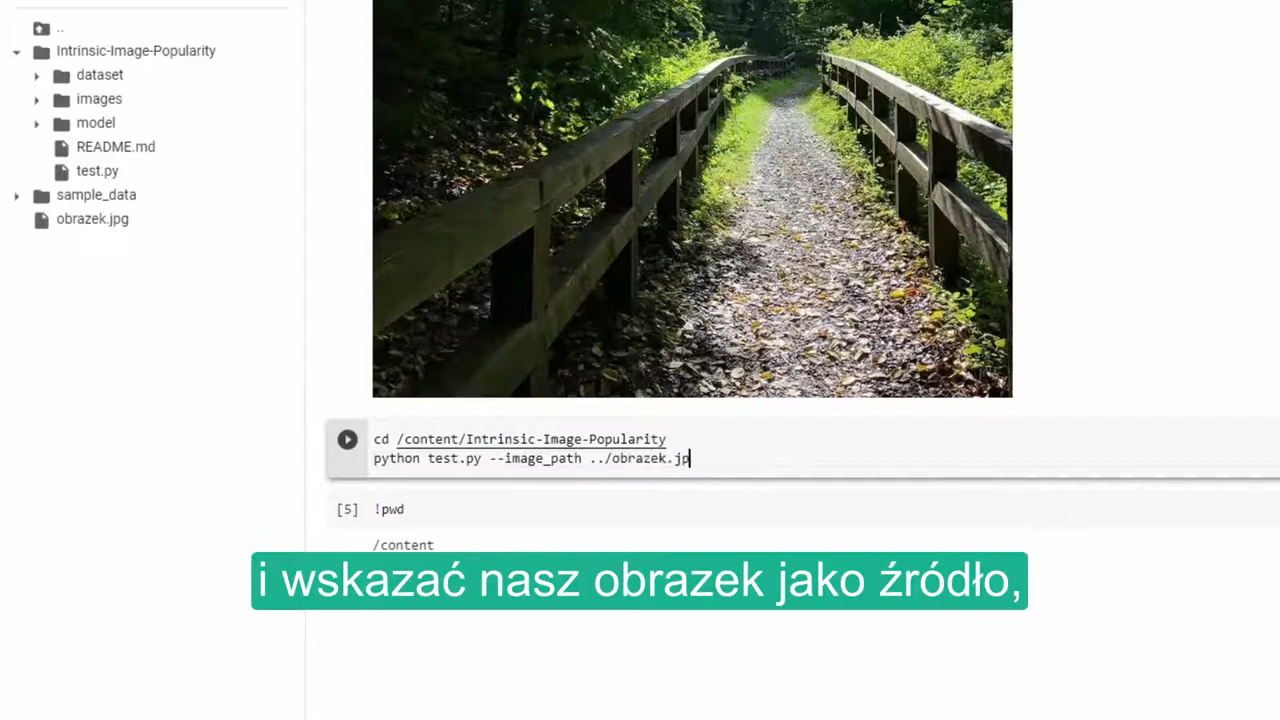 ..
Intrinsic-Image-Popularity
dataset
images
model
README.md
test.py
sample_data
obrazek.jpg
cd /content/Intrinsic-Image-Popularity
python test.py --image_path ../obrazek.jp
[5] !pwd
/content
i wskazać nasz obrazek jako źródło,